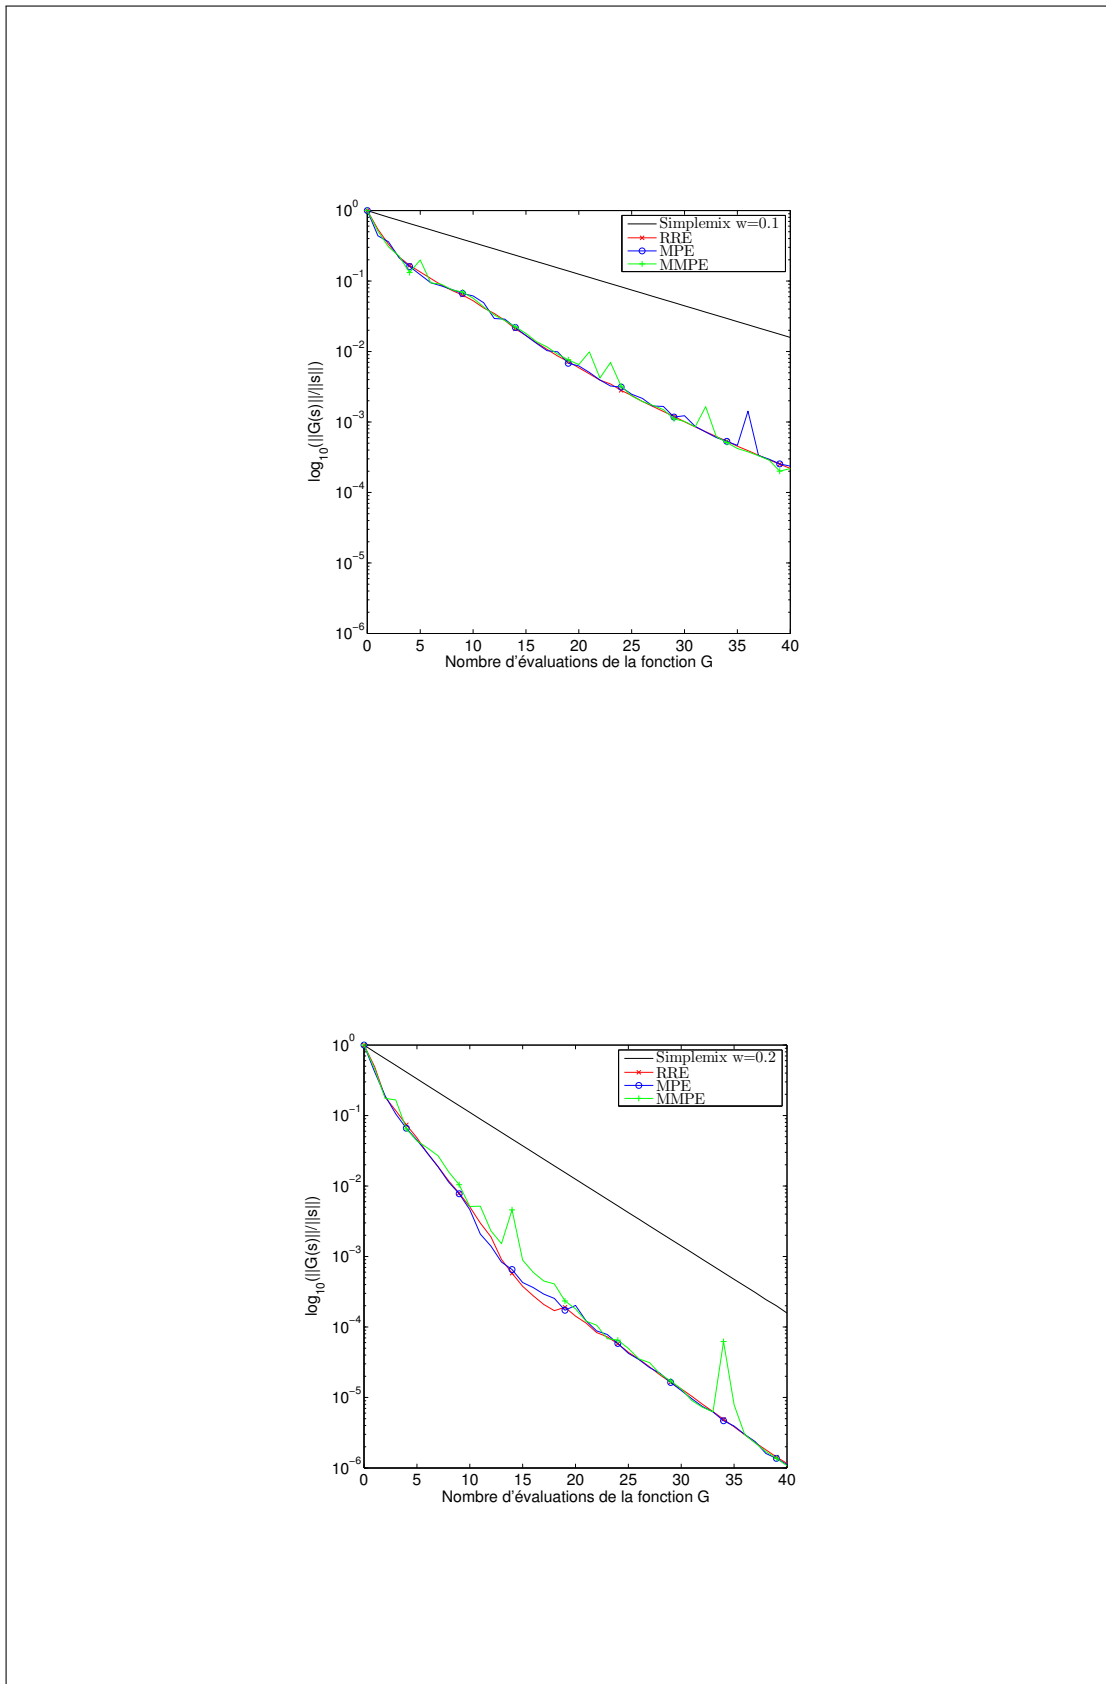 10^0
10^−1
10^−2
10^−3
10^−4
10^−5
10^−6
log_10(||G(s)||/||s||)
Simplemix w=0.1
RRE
MPE
MMPE
0 5 10 15 20 25 30 35 40
Nombre d'évaluations de la fonction G
10^0
10^−1
10^−2
10^−3
10^−4
10^−5
10^−6
log_10(||G(s)||/||s||)
Simplemix w=0.2
RRE
MPE
MMPE
0 5 10 15 20 25 30 35 40
Nombre d'évaluations de la fonction G